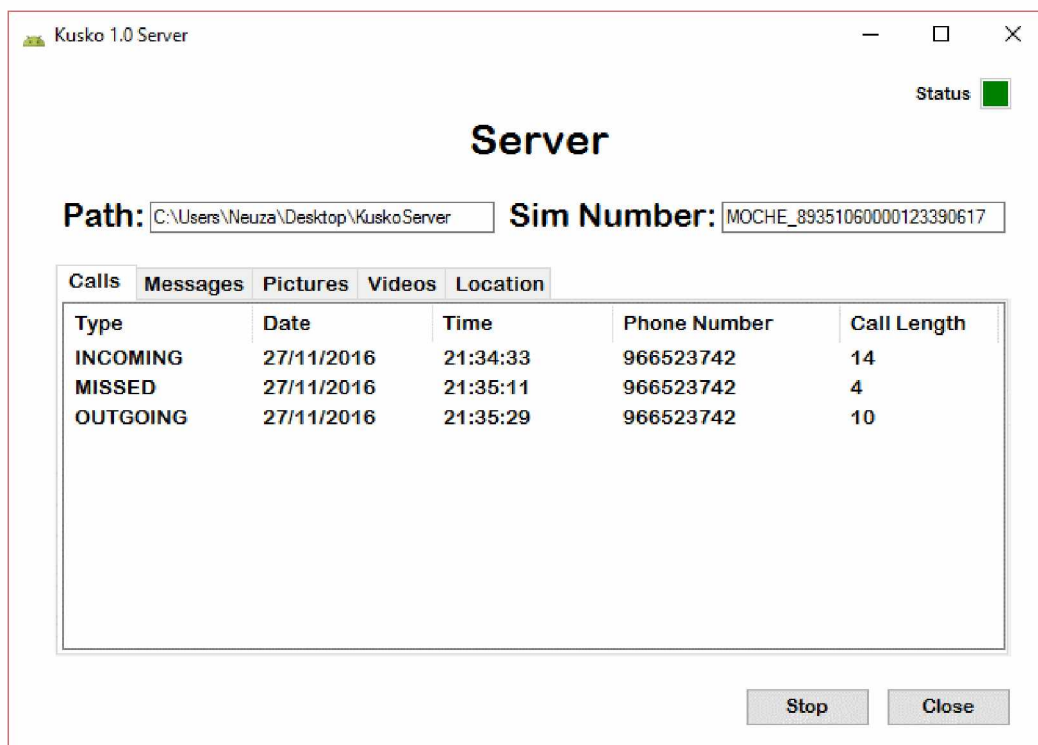 Kusko 1.0 Server
Status
Server
Path: C:\Users\Neuza\Desktop\KuskoServer Sim Number: MOCHE_89351060000123390617
Calls Messages Pictures Videos Location
Type Date Time Phone Number Call Length
INCOMING 27/11/2016 21:34:33 966523742 14
MISSED 27/11/2016 21:35:11 966523742 4
OUTGOING 27/11/2016 21:35:29 966523742 10
Stop Close